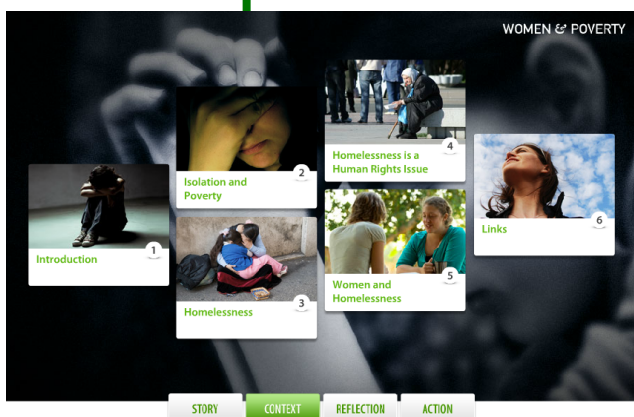 WOMEN & POVERTY
1
Introduction
2
Isolation and
Poverty
3
Homelessness
4
Homelessness is a
Human Rights Issue
5
Women and
Homelessness
6
Links
STORY
CONTEXT
REFLECTION
ACTION